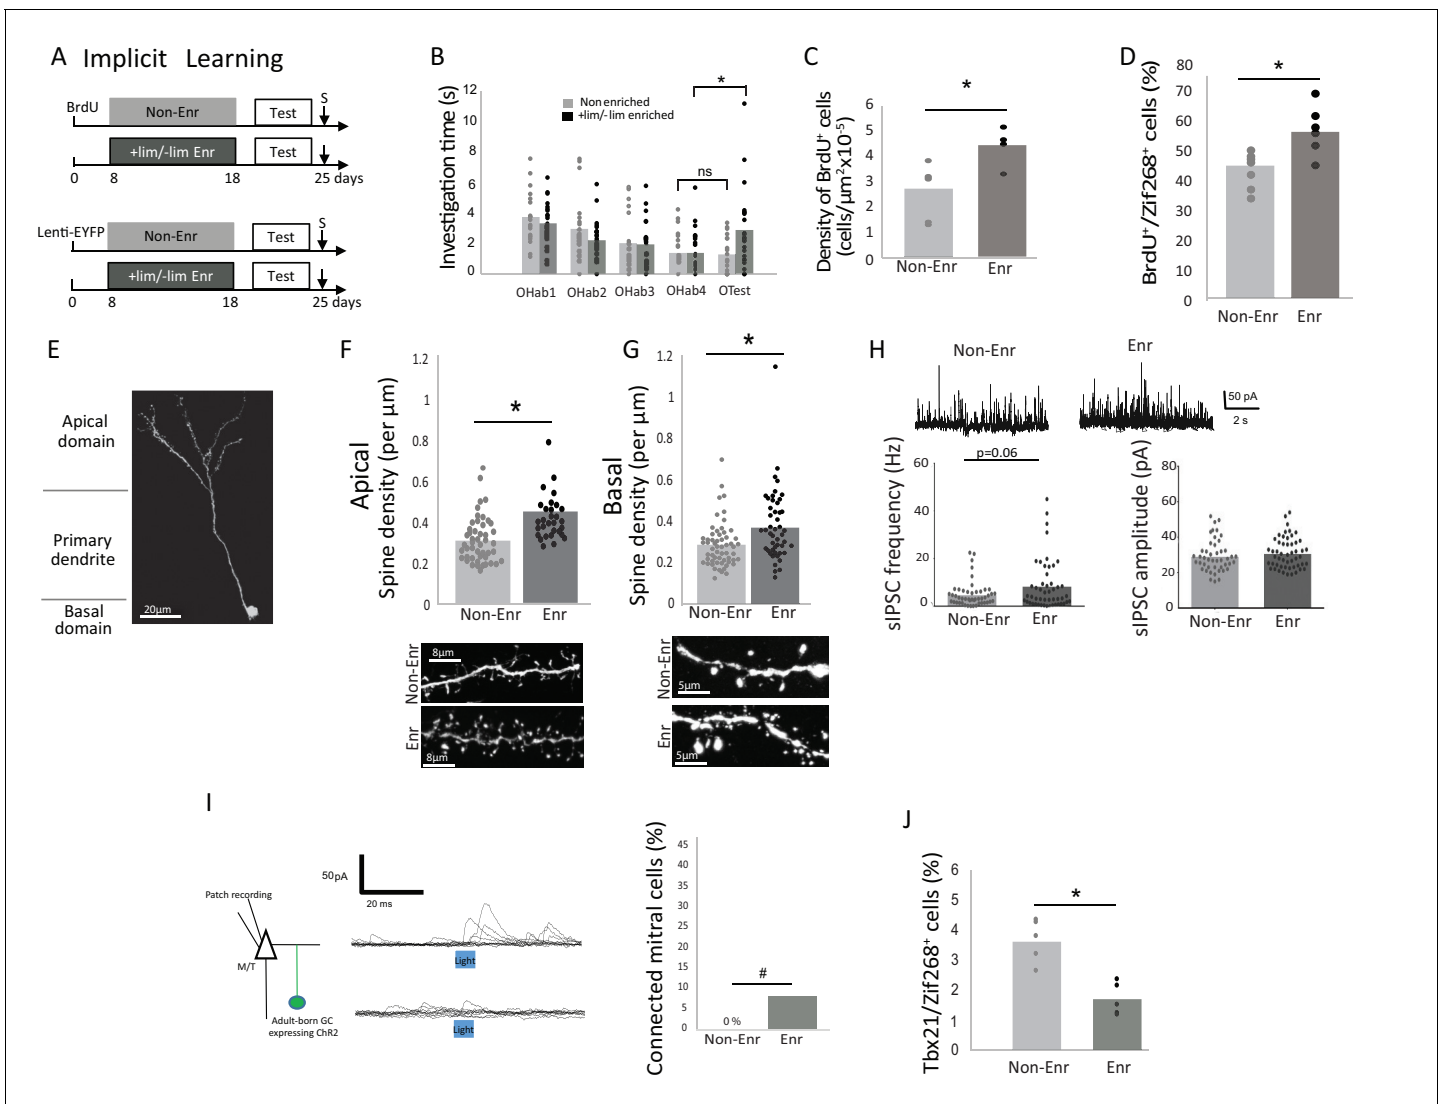 A Implicit Learning
BrdU
Non-Enr
Test
S
+lim/-lim Enr
Test
0 8 18 25 days
Lenti-EYFP
Non-Enr
Test
S
+lim/-lim Enr
Test
0 8 18 25 days
B
Investigation time (s)
12
10
8
6
4
2
0
Non enriched
+lim/- lim enriched
*
ns
OHab1 OHab2 OHab3 OHab4 OTest
C
Density of BrdU+ cells
(cells/µm²x10⁻⁵)
6
5
4
3
2
1
0
*
Non-Enr Enr
D
BrdU+/Zif268+ cells (%)
80
70
60
50
40
30
20
10
0
*
Non-Enr Enr
E
Apical
domain
Primary
dendrite
Basal
domain
20µm
F
Apical
Spine density (per µm)
1.2
1
0.8
0.6
0.4
0.2
0
*
Non-Enr Enr
Non-Enr
8µm
Enr
8µm
G
Basal
Spine density (per µm)
1.2
1
0.8
0.6
0.4
0.2
0
*
Non-Enr Enr
Non-Enr
5µm
Enr
5µm
H
Non-Enr
Enr
50 pA
2 s
sIPSC frequency (Hz)
60
40
20
0
p=0.06
Non-Enr Enr
sIPSC amplitude (pA)
80
60
40
20
0
Non-Enr Enr
I
Patch recording
M/T
Adult-born GC
expressing ChR2
50pA
20 ms
Light
Light
Connected mitral cells (%)
45
40
35
30
25
20
15
10
5
0
#
0 %
Non-Enr Enr
J
Tbx21/Zif268+ cells (%)
6
5
4
3
2
1
0
*
Non-Enr Enr